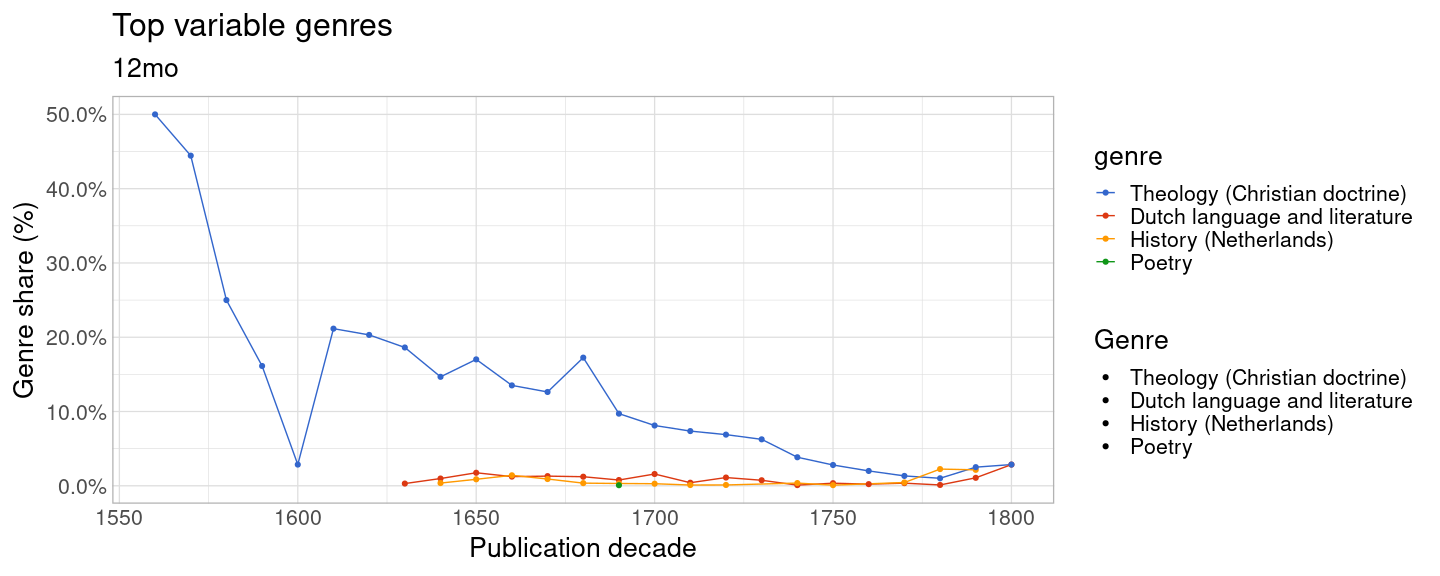 Top variable genres
12mo
50.0%
40.0%
30.0%
20.0%
10.0%
0.0%
Genre share (%)
1550 1600 1650 1700 1750 1800
Publication decade
genre
Theology (Christian doctrine)
Dutch language and literature
History (Netherlands)
Poetry
Genre
Theology (Christian doctrine)
Dutch language and literature
History (Netherlands)
Poetry